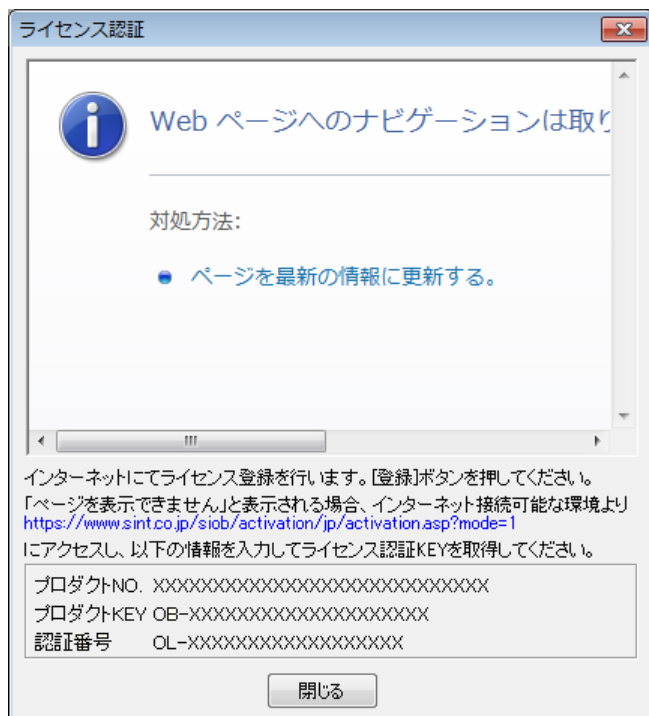 ライセンス認証
Web ページへのナビゲーションは取り
対処方法:
ページを最新の情報に更新する。
インターネットにてライセンス登録を行います。[登録]ボタンを押してください。
「ページを表示できません」と表示される場合、インターネット接続可能な環境より
https://www.sint.co.jp/siob/activation/jp/activation.asp?mode=1
にアクセスし、以下の情報を入力してライセンス認証KEYを取得してください。
プロダクトNO. XXXXXXXXXXXXXXXXXXXXXXXXXXXX
プロダクトKEY OB-XXXXXXXXXXXXXXXXXXXX
認証番号 OL-XXXXXXXXXXXXXXXXXX
閉じる